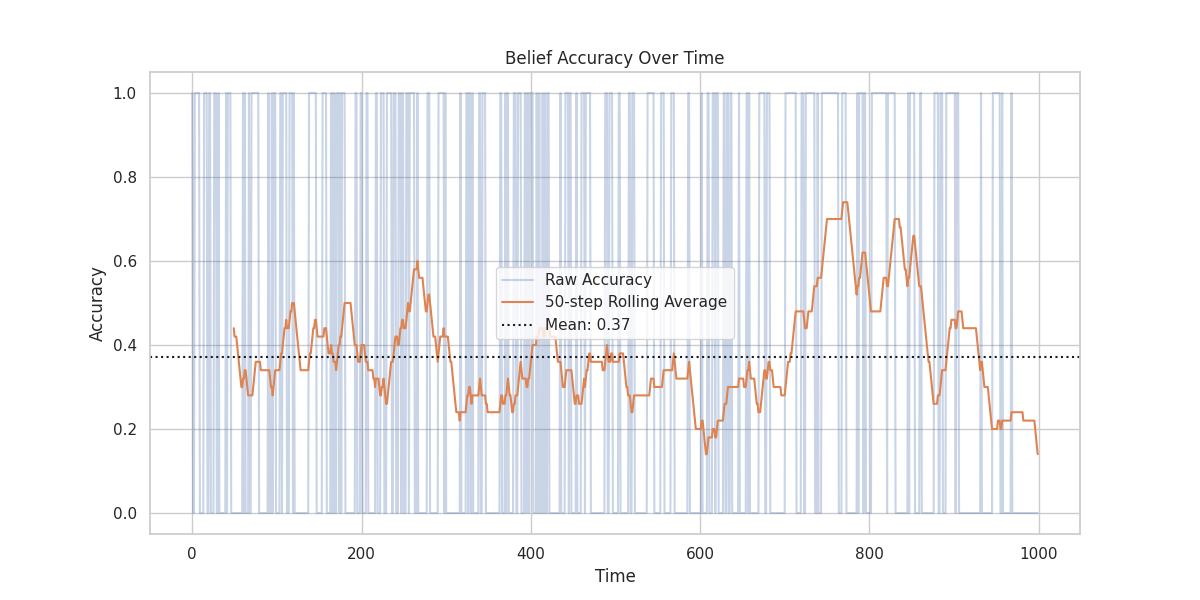 Belief Accuracy Over Time
1.0
0.8
0.6
0.4
0.2
0.0
Accuracy
Raw Accuracy
50-step Rolling Average
Mean: 0.37
0
200
400
600
800
1000
Time